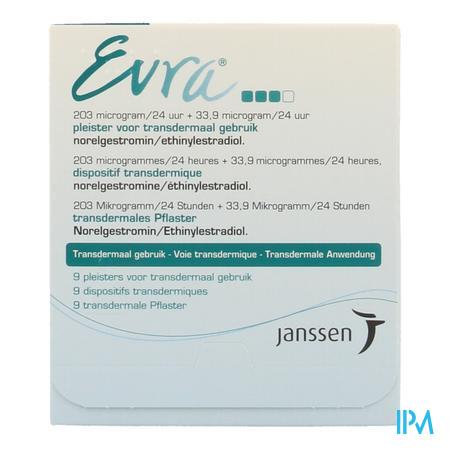 Evra®
203 microgram/24 uur + 33,9 microgram/24 uur
pleister voor transdermaal gebruik
norelgestromin/ethinylestradiol.
203 microgrammes/24 heures + 33,9 microgrammes/24 heures,
dispositif transdermique
norelgestromine/éthinylestradiol.
203 Mikrogramm/24 Stunden + 33,9 Mikrogramm/24 Stunden
transdermales Pflaster
Norelgestromin/Ethinylestradiol.
Transdermaal gebruik - Voie transdermique - Transdermale Anwendung
9 pleisters voor transdermaal gebruik
9 dispositifs transdermiques
9 transdermale Pflaster
janssen
IPM